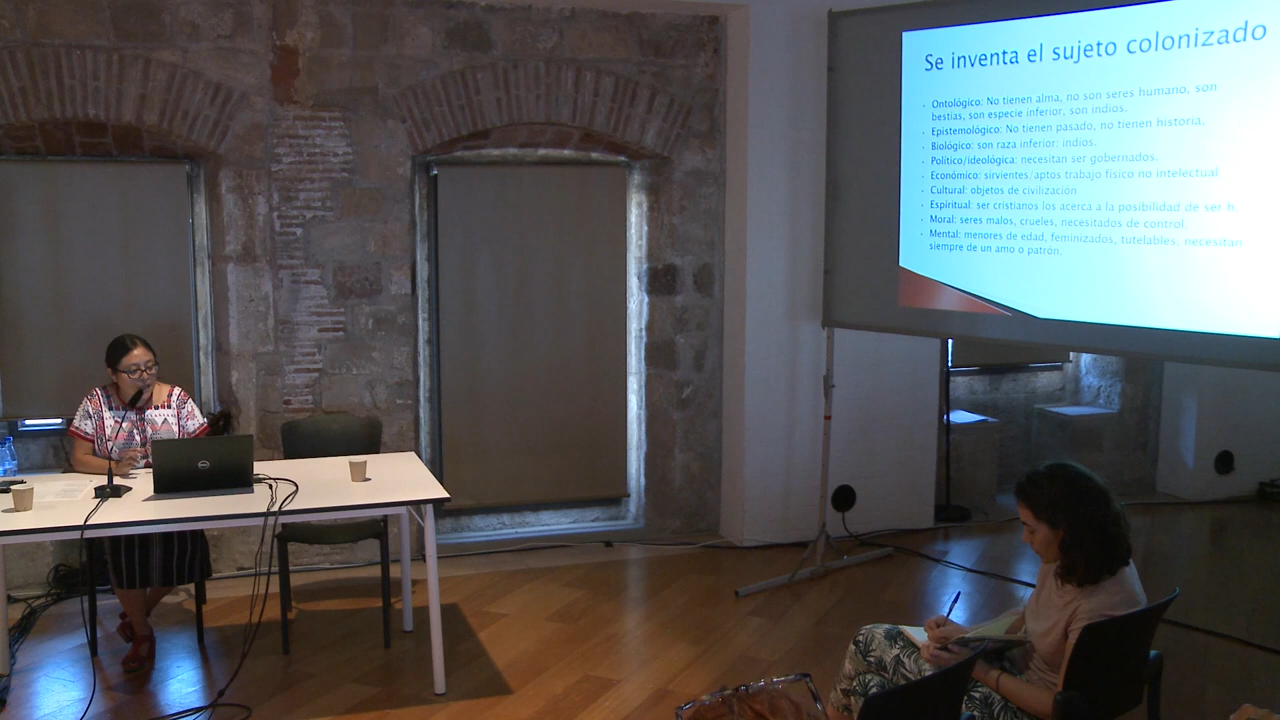 Se inventa el sujeto colonizado
Ontológico: No tienen alma, no son seres humano, son
bestias, son especie inferior, son indios.
Epistemológico: No tienen pasado, no tienen historia.
Biológico: son raza inferior: indios.
Político/ideológica: necesitan ser gobernados.
Económico: sirvientes/aptos trabajo físico no intelectual
Cultural: objetos de civilización
Espiritual: ser cristianos los acerca a la posibilidad de ser h.
Moral: seres malos, crueles, necesitados de control.
Mental: menores de edad, feminizados, tutelables; necesitan
siempre de un amo o patrón.
DELL